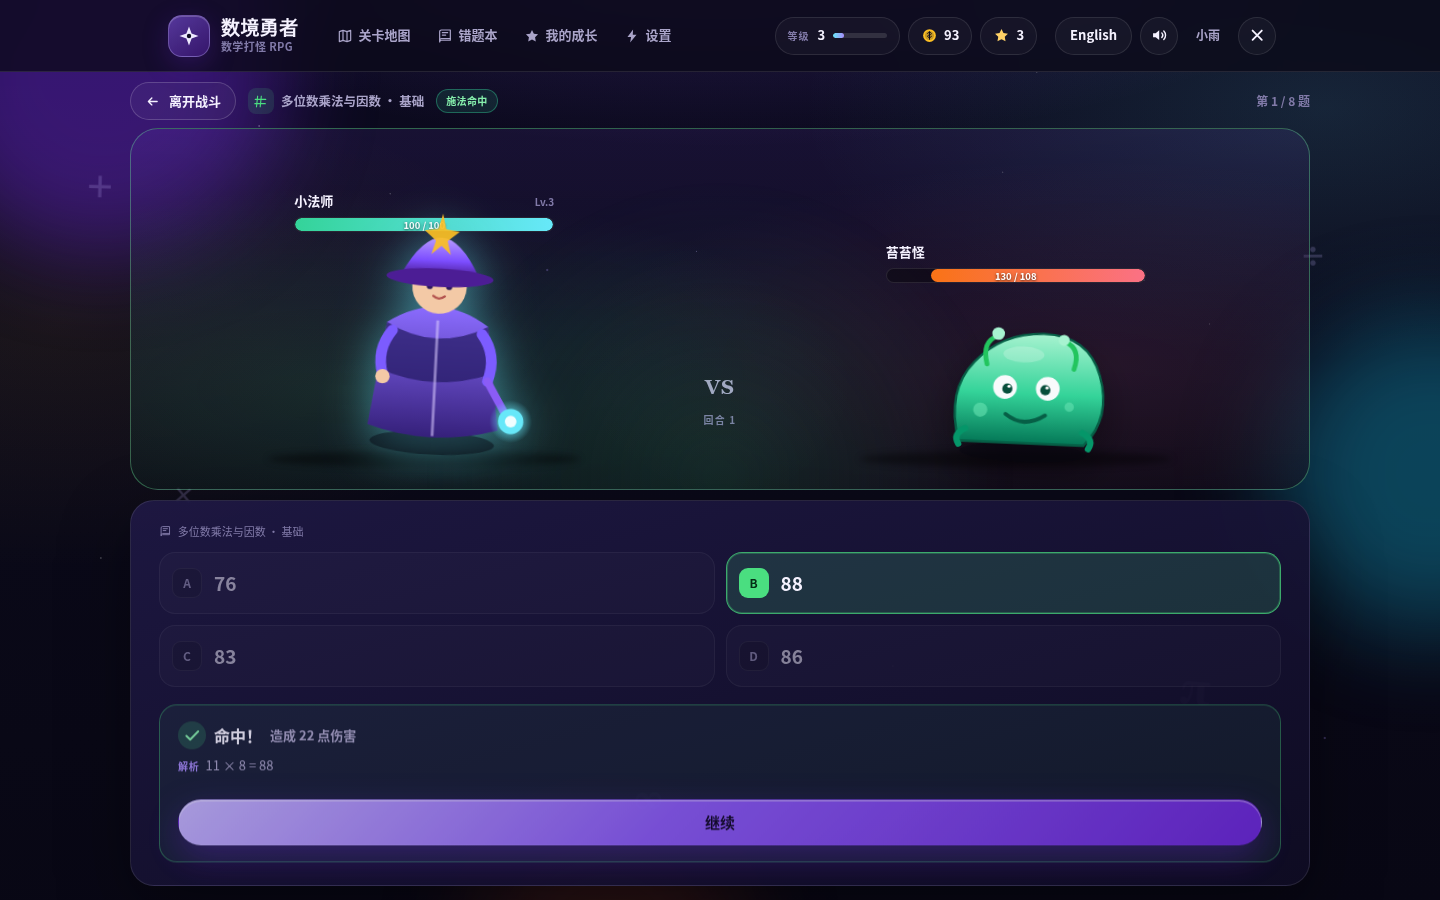 数境勇者
数学打怪 RPG
关卡地图
错题本
我的成长
设置
等级 3
93
3
English
小雨
离开战斗
多位数乘法与因数 · 基础
施法命中
第 1 / 8 题
小法师
Lv.3
100 / 10
苔苔怪
130 / 108
VS
回合 1
多位数乘法与因数 · 基础
A 76
B 88
C 83
D 86
命中！ 造成 22 点伤害
解析 11 × 8 = 88
继续